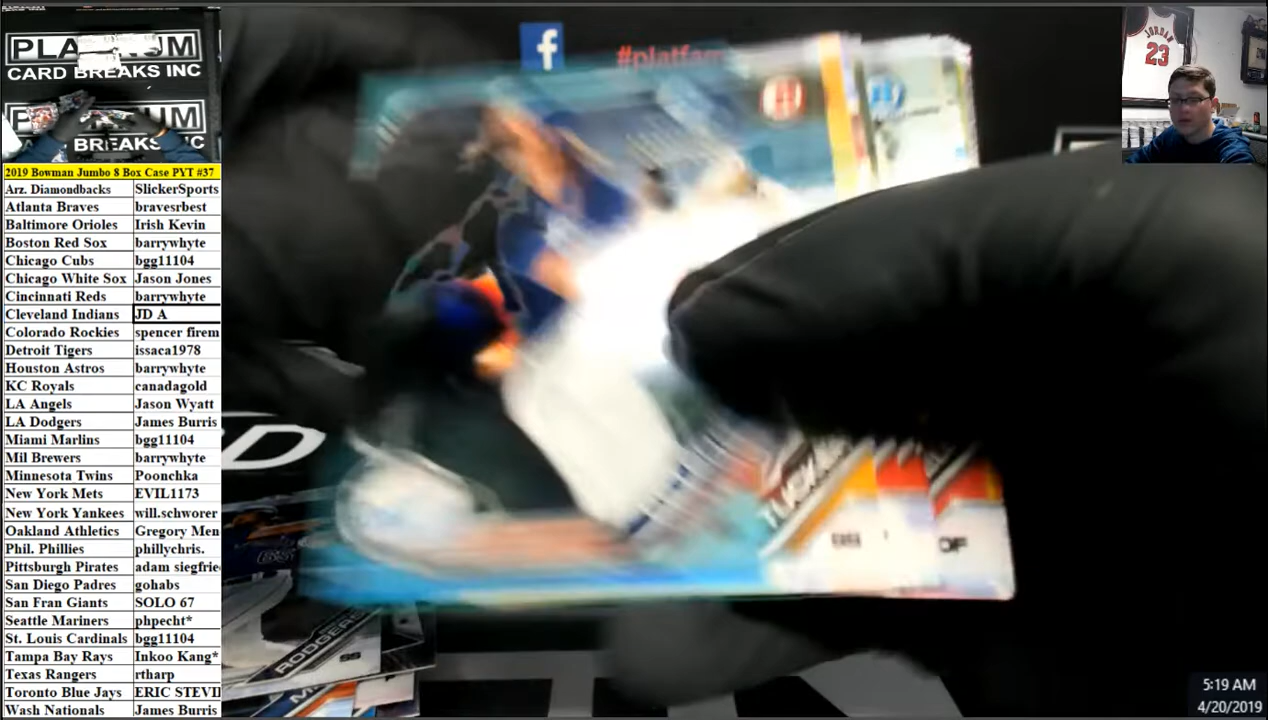 PLATINUM
CARD BREAKS INC
BREAKS INC
2019 Bowman Jumbo 8 Box Case PYT #37
Arz. Diamondbacks SlickerSports
Atlanta Braves bravesrbest
Baltimore Orioles Irish Kevin
Boston Red Sox barrywhyte
Chicago Cubs bgg11104
Chicago White Sox Jason Jones
Cincinnati Reds barrywhyte
Cleveland Indians JD A
Colorado Rockies spencer firem
Detroit Tigers issaca1978
Houston Astros barrywhyte
KC Royals canadagold
LA Angels Jason Wyatt
LA Dodgers James Burris
Miami Marlins bgg11104
Mil Brewers barrywhyte
Minnesota Twins Poonchka
New York Mets EVIL1173
New York Yankees will.schworer
Oakland Athletics Gregory Men
Phil. Phillies phillychris.
Pittsburgh Pirates adam siegfrie
San Diego Padres gohabs
San Fran Giants SOLO 67
Seattle Mariners phpecht*
St. Louis Cardinals bgg11104
Tampa Bay Rays Inkoo Kang*
Texas Rangers rtharp
Toronto Blue Jays ERIC STEVI
Wash Nationals James Burris
f
#platfam
JORDAN
23
OF
RODGERS
5:19 AM
4/20/2019